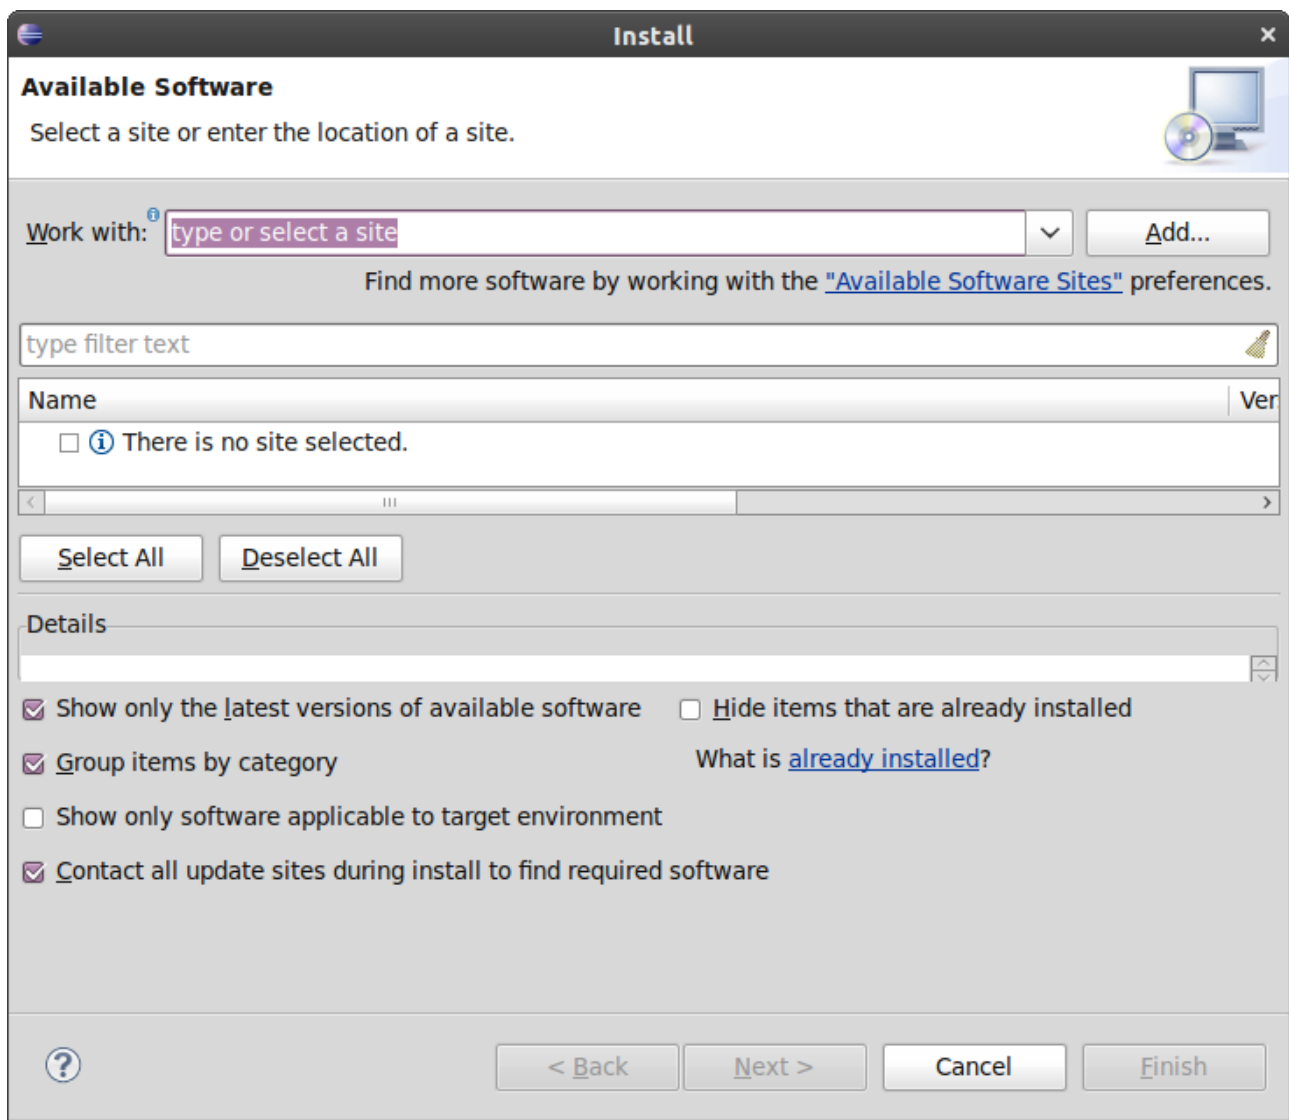 Install
Available Software
Select a site or enter the location of a site.
Work with: type or select a site Add...
Find more software by working with the "Available Software Sites" preferences.
type filter text
Name Ver
There is no site selected.
Select All Deselect All
Details
Show only the latest versions of available software Hide items that are already installed
Group items by category What is already installed?
Show only software applicable to target environment
Contact all update sites during install to find required software
< Back Next > Cancel Finish